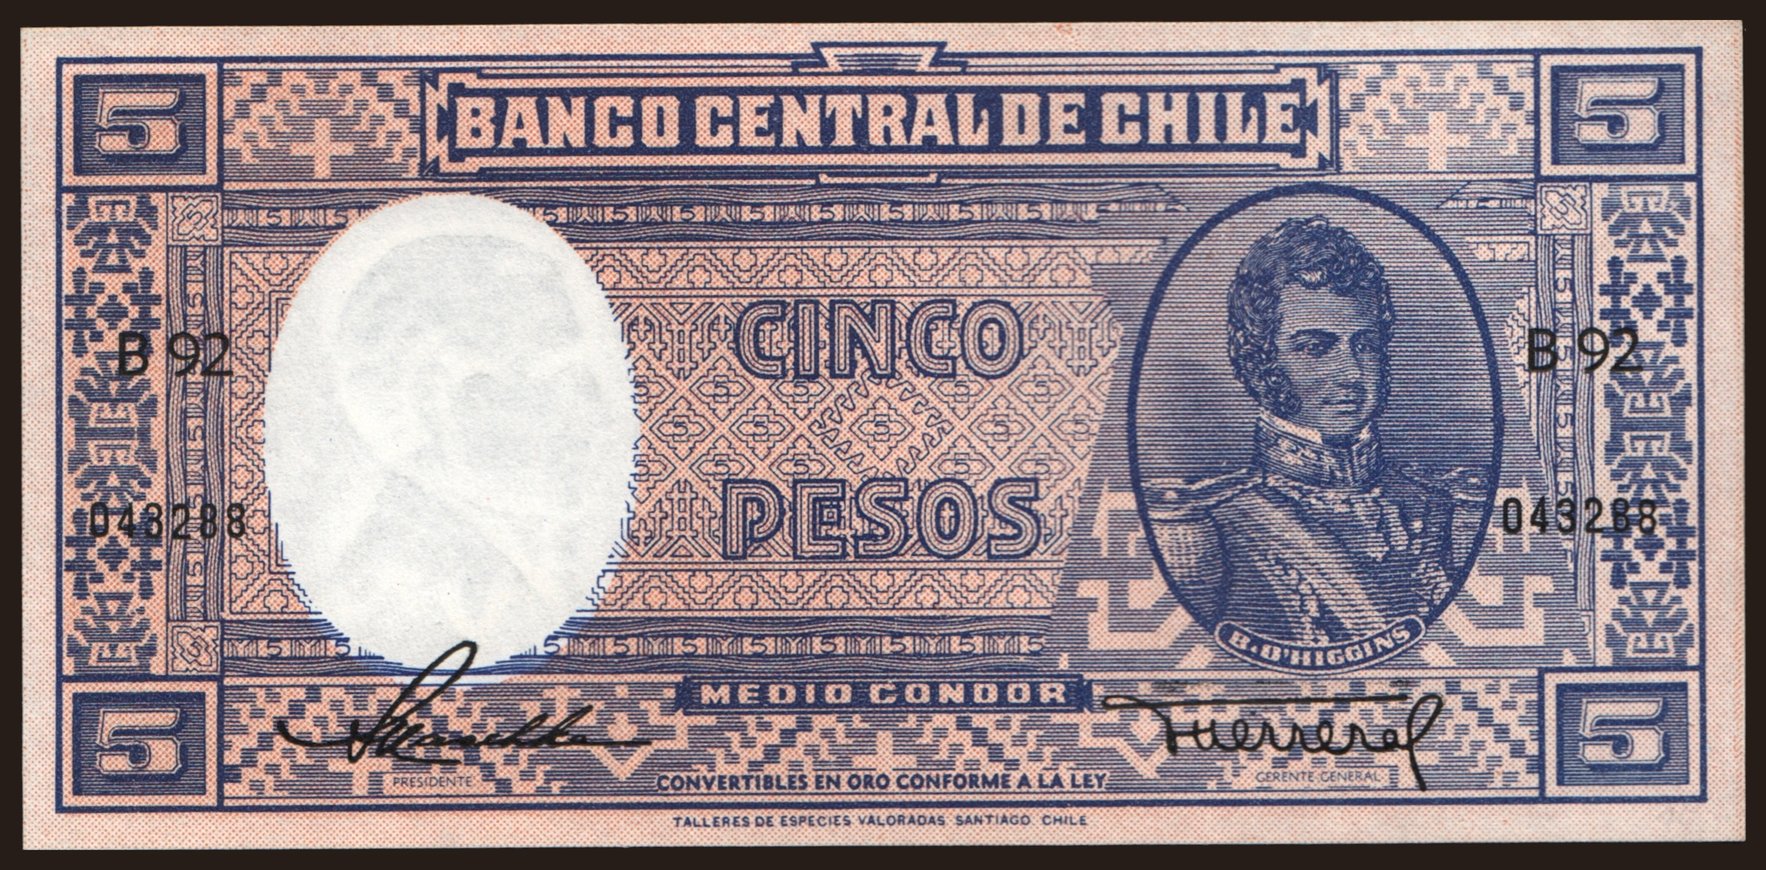 5 BANCO CENTRAL DE CHILE 5
CINCO
B 92 B 92
PESOS
043288 043288
B. O'HIGGINS
5 MEDIO CONDOR 5
PRESIDENTE CONVERTIBLES EN ORO CONFORME A LA LEY GERENTE GENERAL
TALLERES DE ESPECIES VALORADAS SANTIAGO CHILE